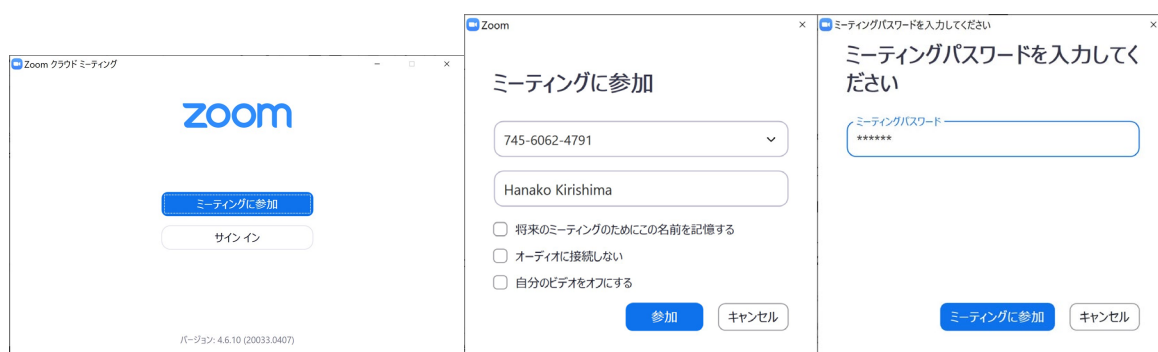 Zoom クラウド ミーティング
zoom
ミーティングに参加
サイン イン
バージョン: 4.6.10 (20033.0407)
Zoom
ミーティングに参加
745-6062-4791
Hanako Kirishima
将来のミーティングのためにこの名前を記憶する
オーディオに接続しない
自分のビデオをオフにする
参加
キャンセル
ミーティングパスワードを入力してください
ミーティングパスワードを入力してく
ださい
ミーティングパスワード
******
ミーティングに参加
キャンセル